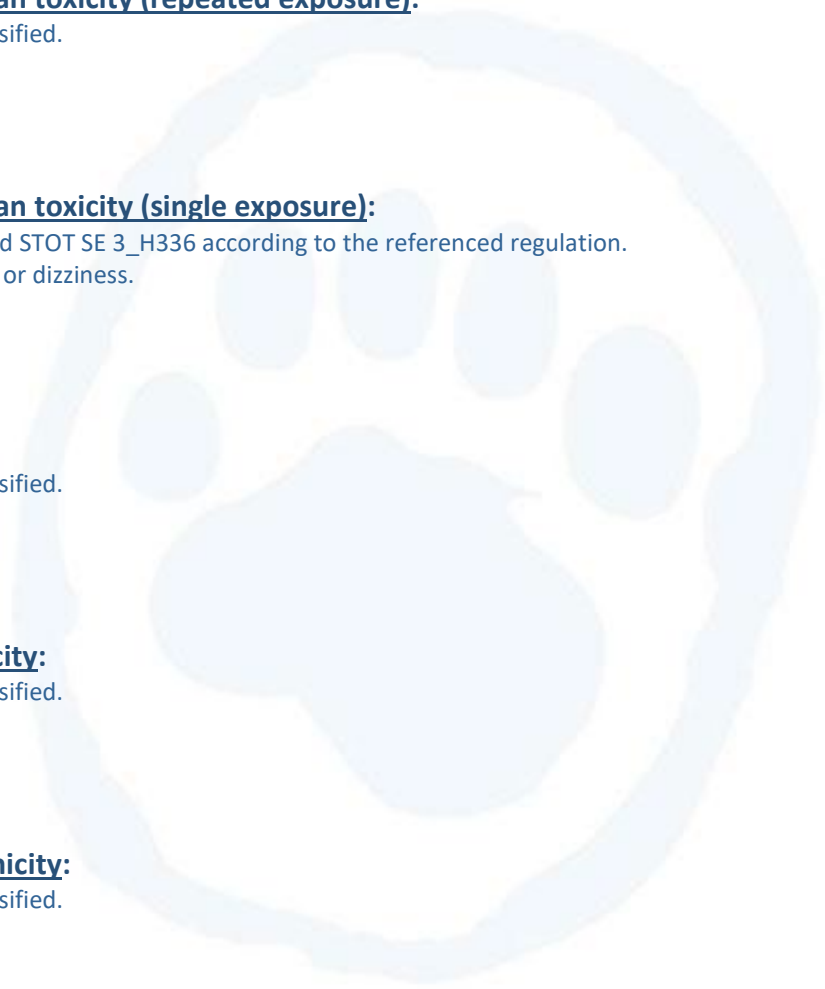 an toxicity (repeated exposure):
sified.
an toxicity (single exposure):
d STOT SE 3_H336 according to the referenced regulation.
or dizziness.
sified.
city:
sified.
nicity:
sified.